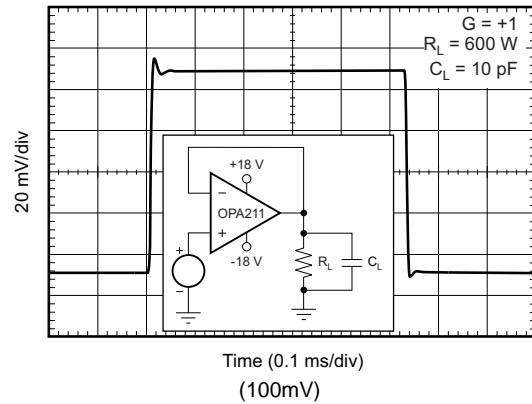 G = +1
R_L = 600 W
C_L = 10 pF
20 mV/div
+18 V
−
OPA211
+
-18 V
+
−
R_L
C_L
Time (0.1 ms/div)
(100mV)